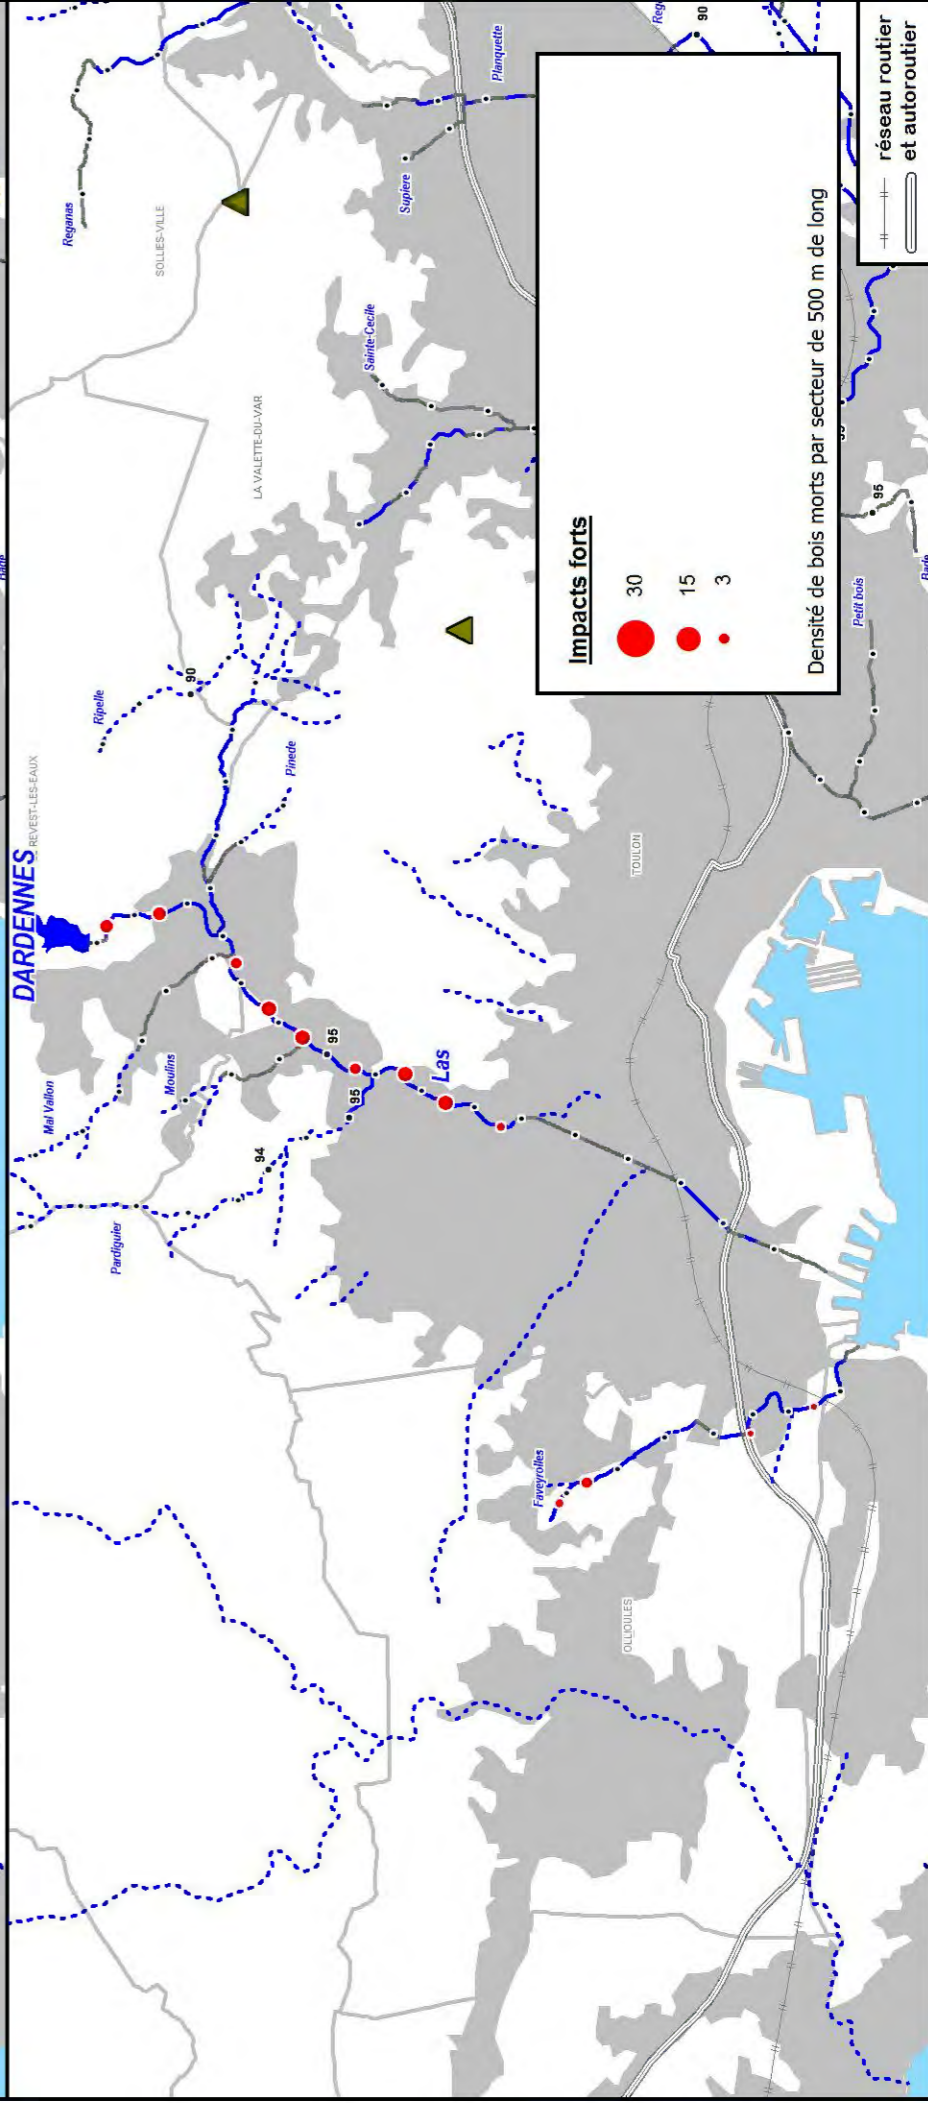 Bade
Reganas
SOLLIES-VILLE
Planquette
90
Supiere
Sainte-Cecile
LA VALETTE-DU-VAR
Ripelle
90
Pinede
REVEST-LES-EAUX
DARDENNES
Mal Vallon
Moulins
95
95
Las
94
Pardiguier
TOULON
Faveyrolles
OLLIOULES
Petit bois
95
Bade
Impacts forts
30
15
3
Densité de bois morts par secteur de 500 m de long
réseau routier
et autoroutier